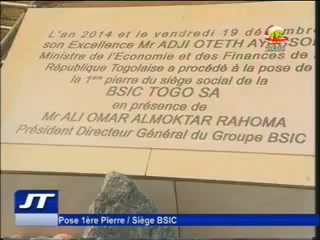 L'an 2014 et le vendredi 19 décembre
son Excellence Mr ADJI OTETH
Ministre de l'Economie et des Finances de
République Togolaise a procédé à la pose de
la 1ère pierre du siège social de la
BSIC TOGO SA
en présence de
Mr ALI OMAR ALMOKTAR RAHOMA
Président Directeur Général du Groupe BSIC
JT
Pose 1ère Pierre / Siège BSIC